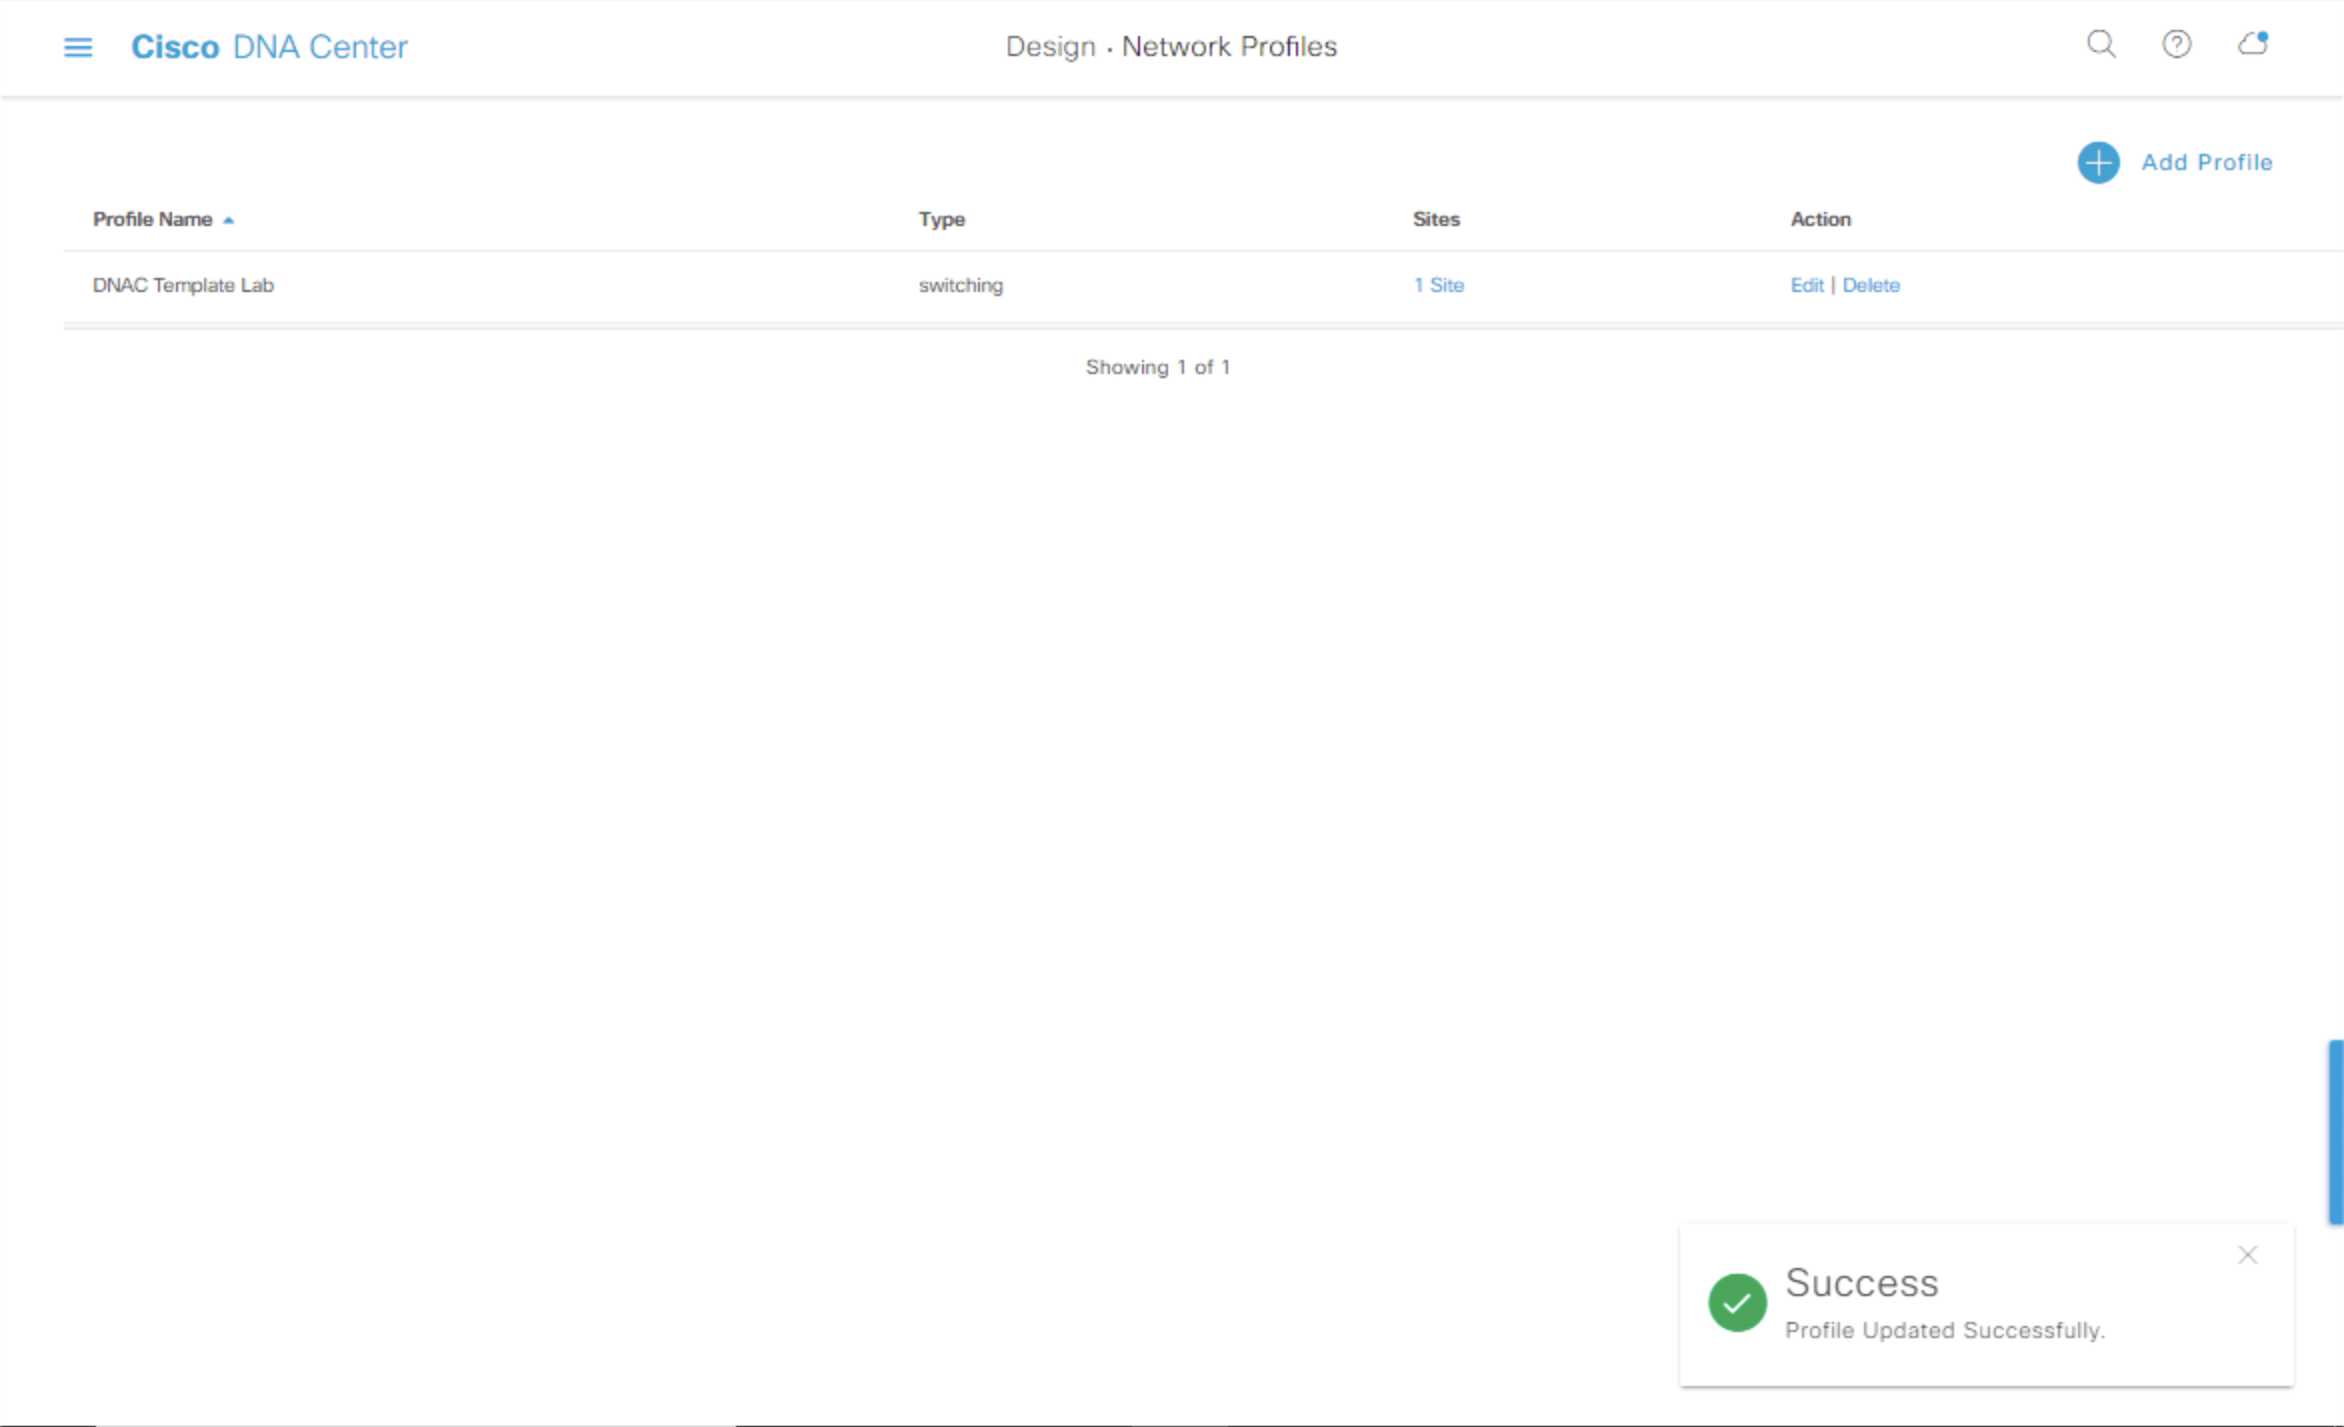 Cisco DNA Center
Design · Network Profiles
Add Profile
Profile Name Type Sites Action
DNAC Template Lab switching 1 Site Edit | Delete
Showing 1 of 1
Success
Profile Updated Successfully.